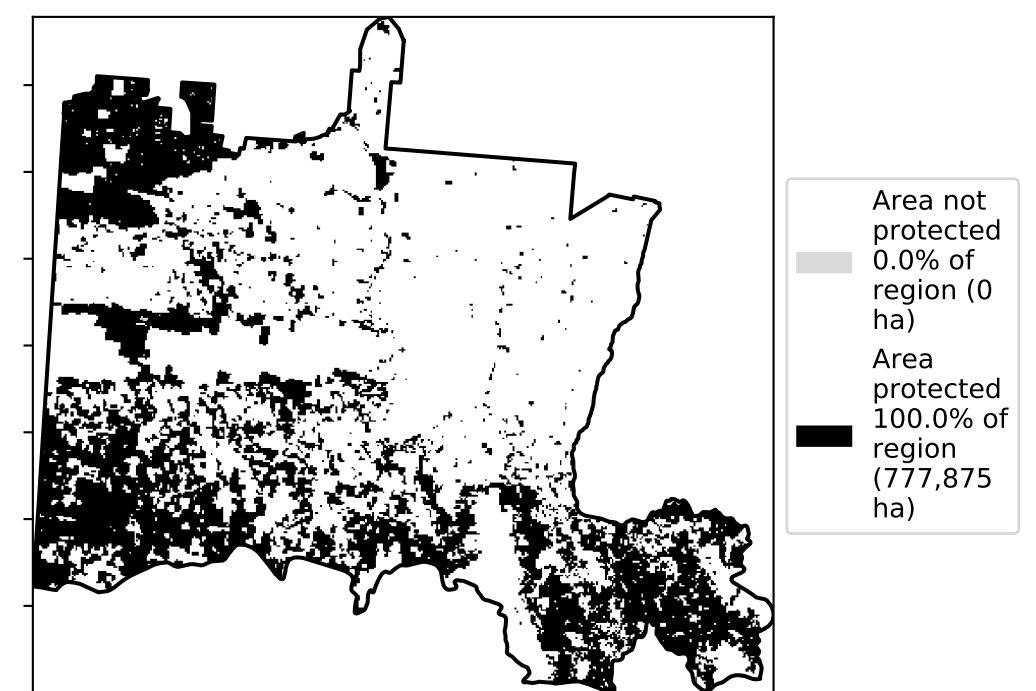 Area not
protected
0.0% of
region (0
ha)
Area
protected
100.0% of
region
(777,875
ha)